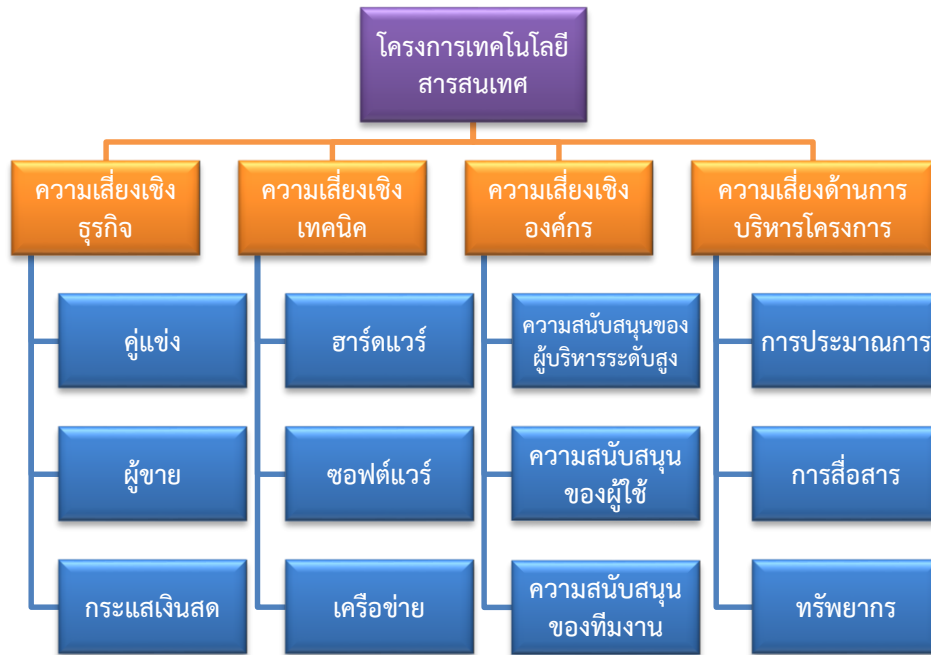 โครงการเทคโนโลยี
สารสนเทศ
ความเสี่ยงเชิง
ธุรกิจ
คู่แข่ง
ผู้ขาย
กระแสเงินสด
ความเสี่ยงเชิง
เทคนิค
ฮาร์ดแวร์
ซอฟต์แวร์
เครือข่าย
ความเสี่ยงเชิง
องค์กร
ความสนับสนุนของ
ผู้บริหารระดับสูง
ความสนับสนุน
ของผู้ใช้
ความสนับสนุน
ของทีมงาน
ความเสี่ยงด้านการ
บริหารโครงการ
การประมาณการ
การสื่อสาร
ทรัพยากร